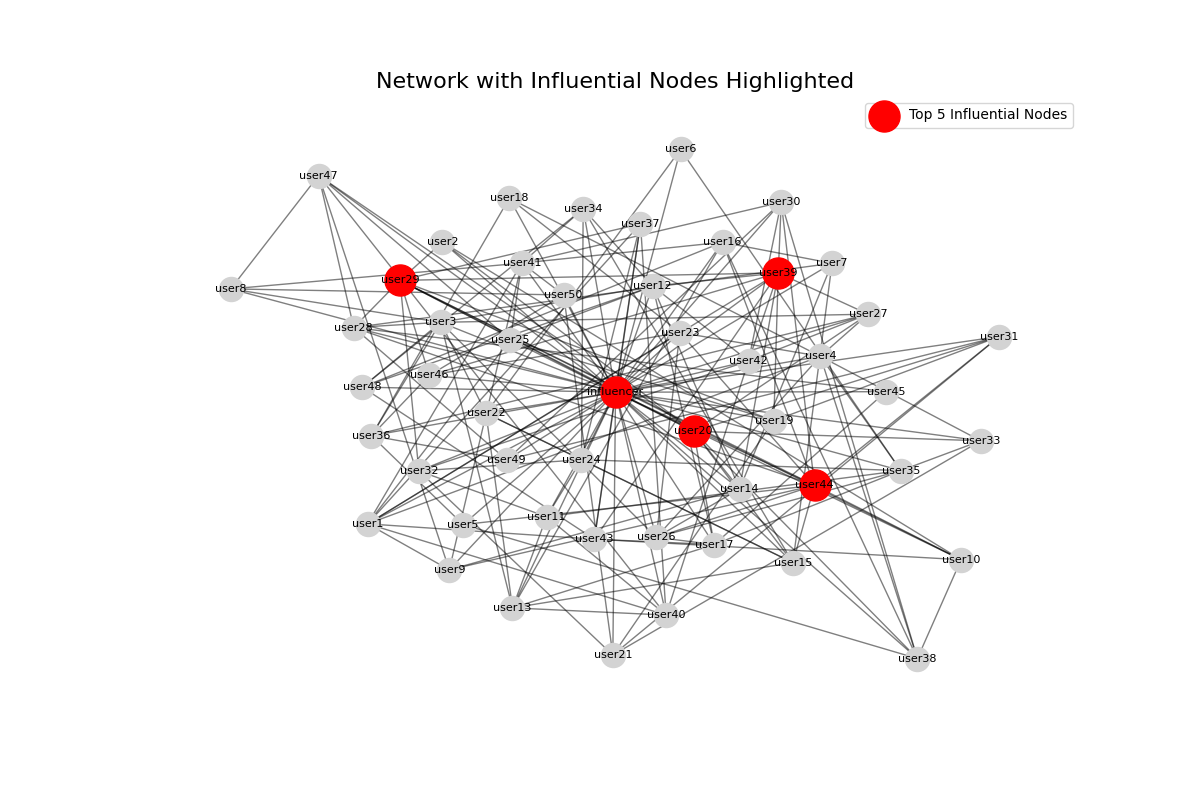 Network with Influential Nodes Highlighted
Top 5 Influential Nodes
user6
user47
user18
user30
user34
user37
user2
user16
user41
user7
user39
user29
user12
user8
user50
user27
user3
user28
user23
user31
user25
user4
user42
user46
user48
influencer
user45
user22
user19
user20
user36
user33
user49
user24
user32
user35
user44
user14
user11
user1
user5
user43
user26
user17
user10
user15
user9
user13
user40
user21
user38